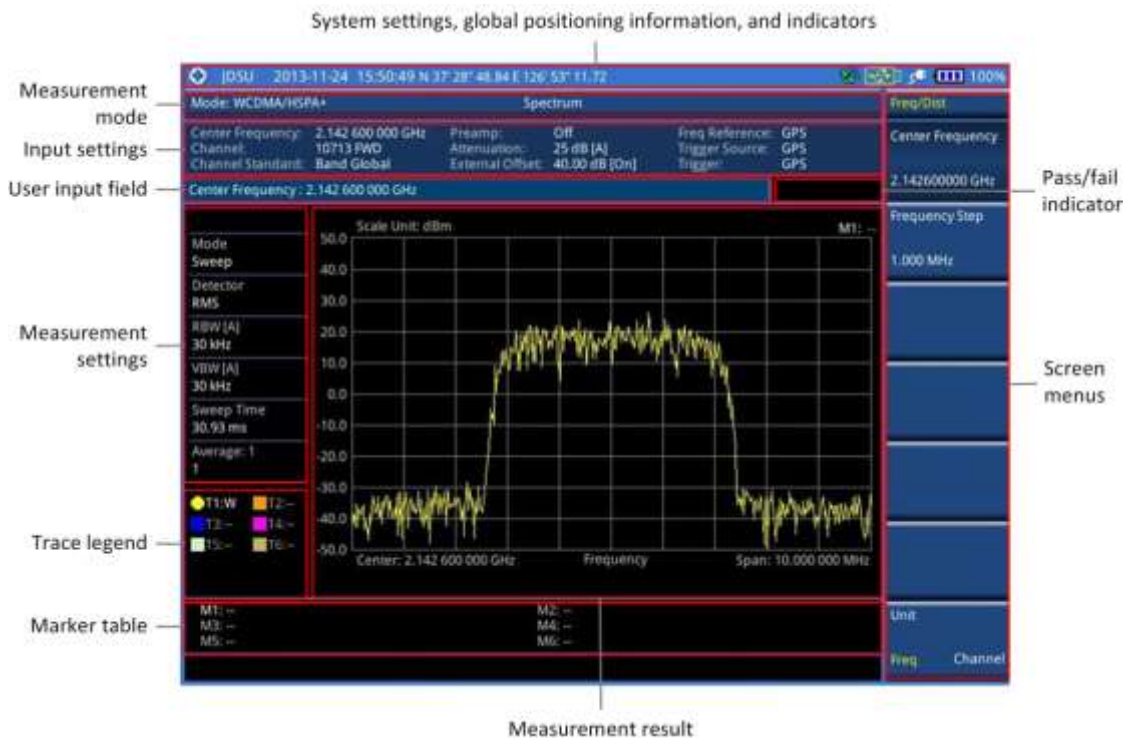 System settings, global positioning information, and indicators
JDSU 2013-11-24 15:50:49 N 37° 28" 48.84 E 126° 53" 11.72 100%
Measurement mode
Mode: WCDMA/HSPA+ Spectrum
Freq/Dist
Input settings
Center Frequency: 2.142 600 000 GHz Preamp: Off Freq Reference: GPS
Channel: 10713 FWD Attenuation: 25 dB [A] Trigger Source: GPS
Channel Standard: Band Global External Offset: 40.00 dB [On] Trigger: GPS
Center Frequency
2.142600000 GHz
User input field
Center Frequency : 2.142 600 000 GHz
Pass/fail indicator
Frequency Step
1.000 MHz
Measurement settings
Mode
Sweep
Detector
RMS
RBW [A]
30 kHz
VBW [A]
30 kHz
Sweep Time
30.93 ms
Average: 1
1
Scale Unit: dBm M1: --
50.0
40.0
30.0
20.0
10.0
0.0
-10.0
-20.0
-30.0
-40.0
-50.0
Center: 2.142 600 000 GHz Frequency Span: 10.000 000 MHz
Screen menus
Trace legend
T1:W T2:--
T3:-- T4:--
T5:-- T6:--
Marker table
M1: -- M2: --
M3: -- M4: --
M5: -- M6: --
Unit
Freq Channel
Measurement result